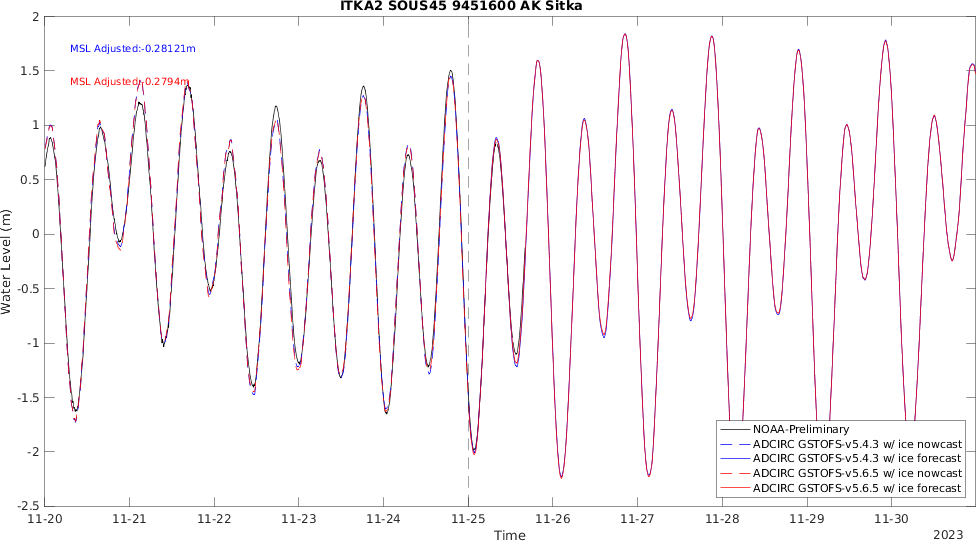 ITKA2 SOUS45 9451600 AK Sitka
MSL Adjusted:-0.28121m
MSL Adjusted:-0.2794m
Water Level (m)
2
1.5
1
0.5
0
-0.5
-1
-1.5
-2
-2.5
NOAA-Preliminary
ADCIRC GSTOFS-v5.4.3 w/ ice nowcast
ADCIRC GSTOFS-v5.4.3 w/ ice forecast
ADCIRC GSTOFS-v5.6.5 w/ ice nowcast
ADCIRC GSTOFS-v5.6.5 w/ ice forecast
11-20 11-21 11-22 11-23 11-24 11-25 11-26 11-27 11-28 11-29 11-30
Time
2023